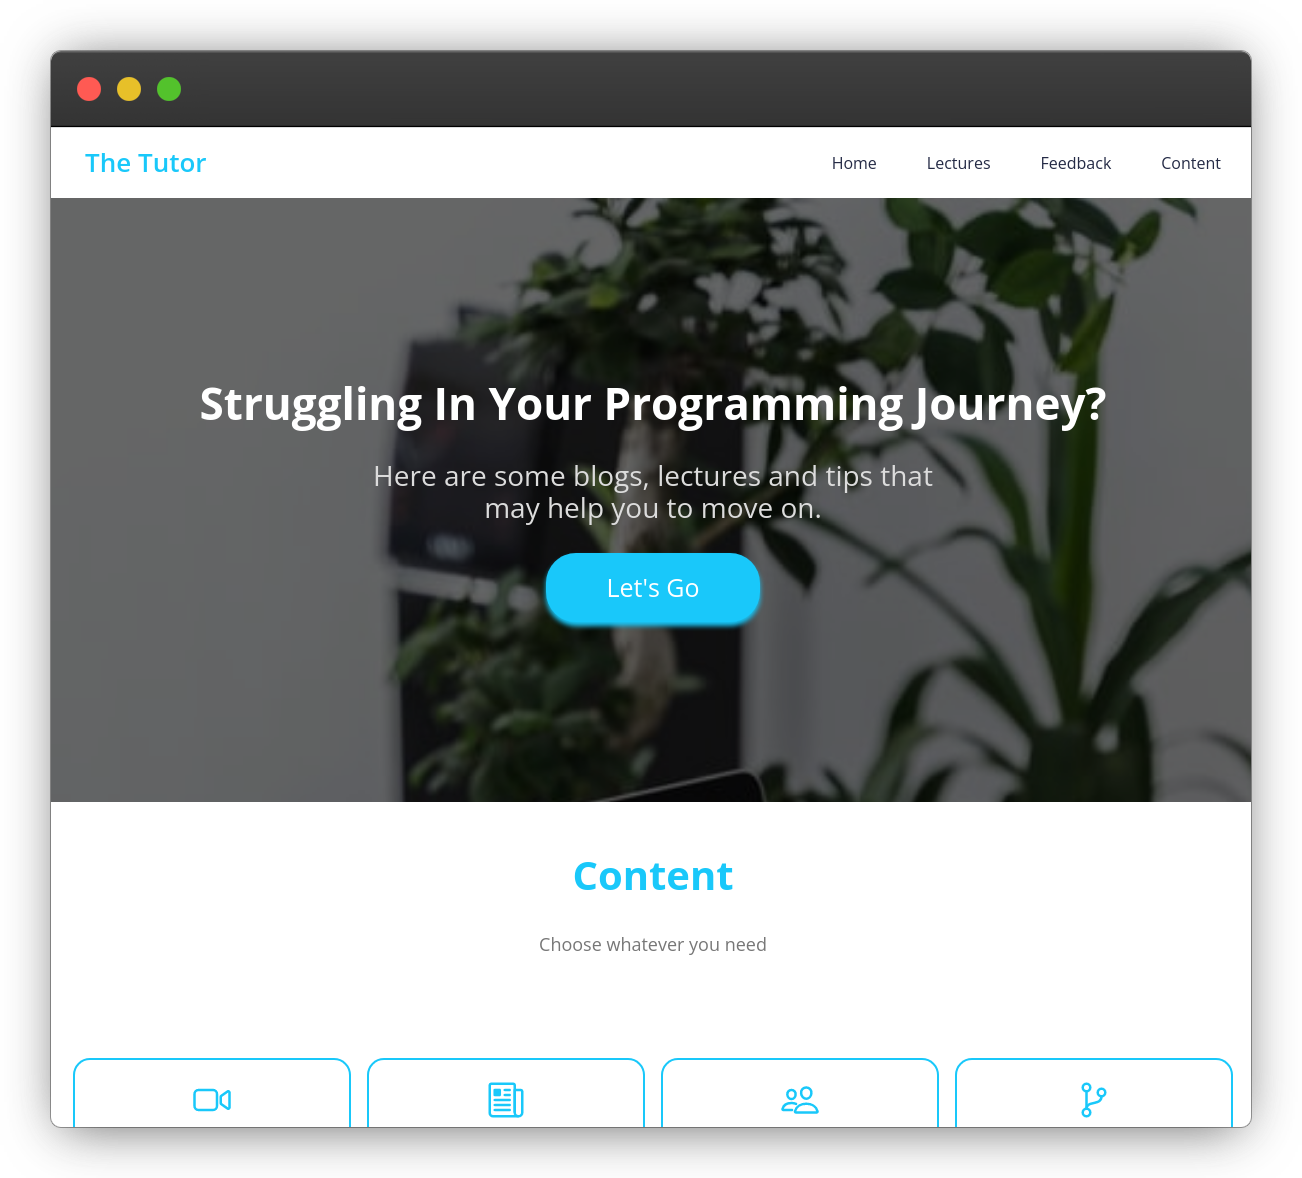 The Tutor
Home Lectures Feedback Content
Struggling In Your Programming Journey?
Here are some blogs, lectures and tips that
may help you to move on.
Let's Go
Content
Choose whatever you need